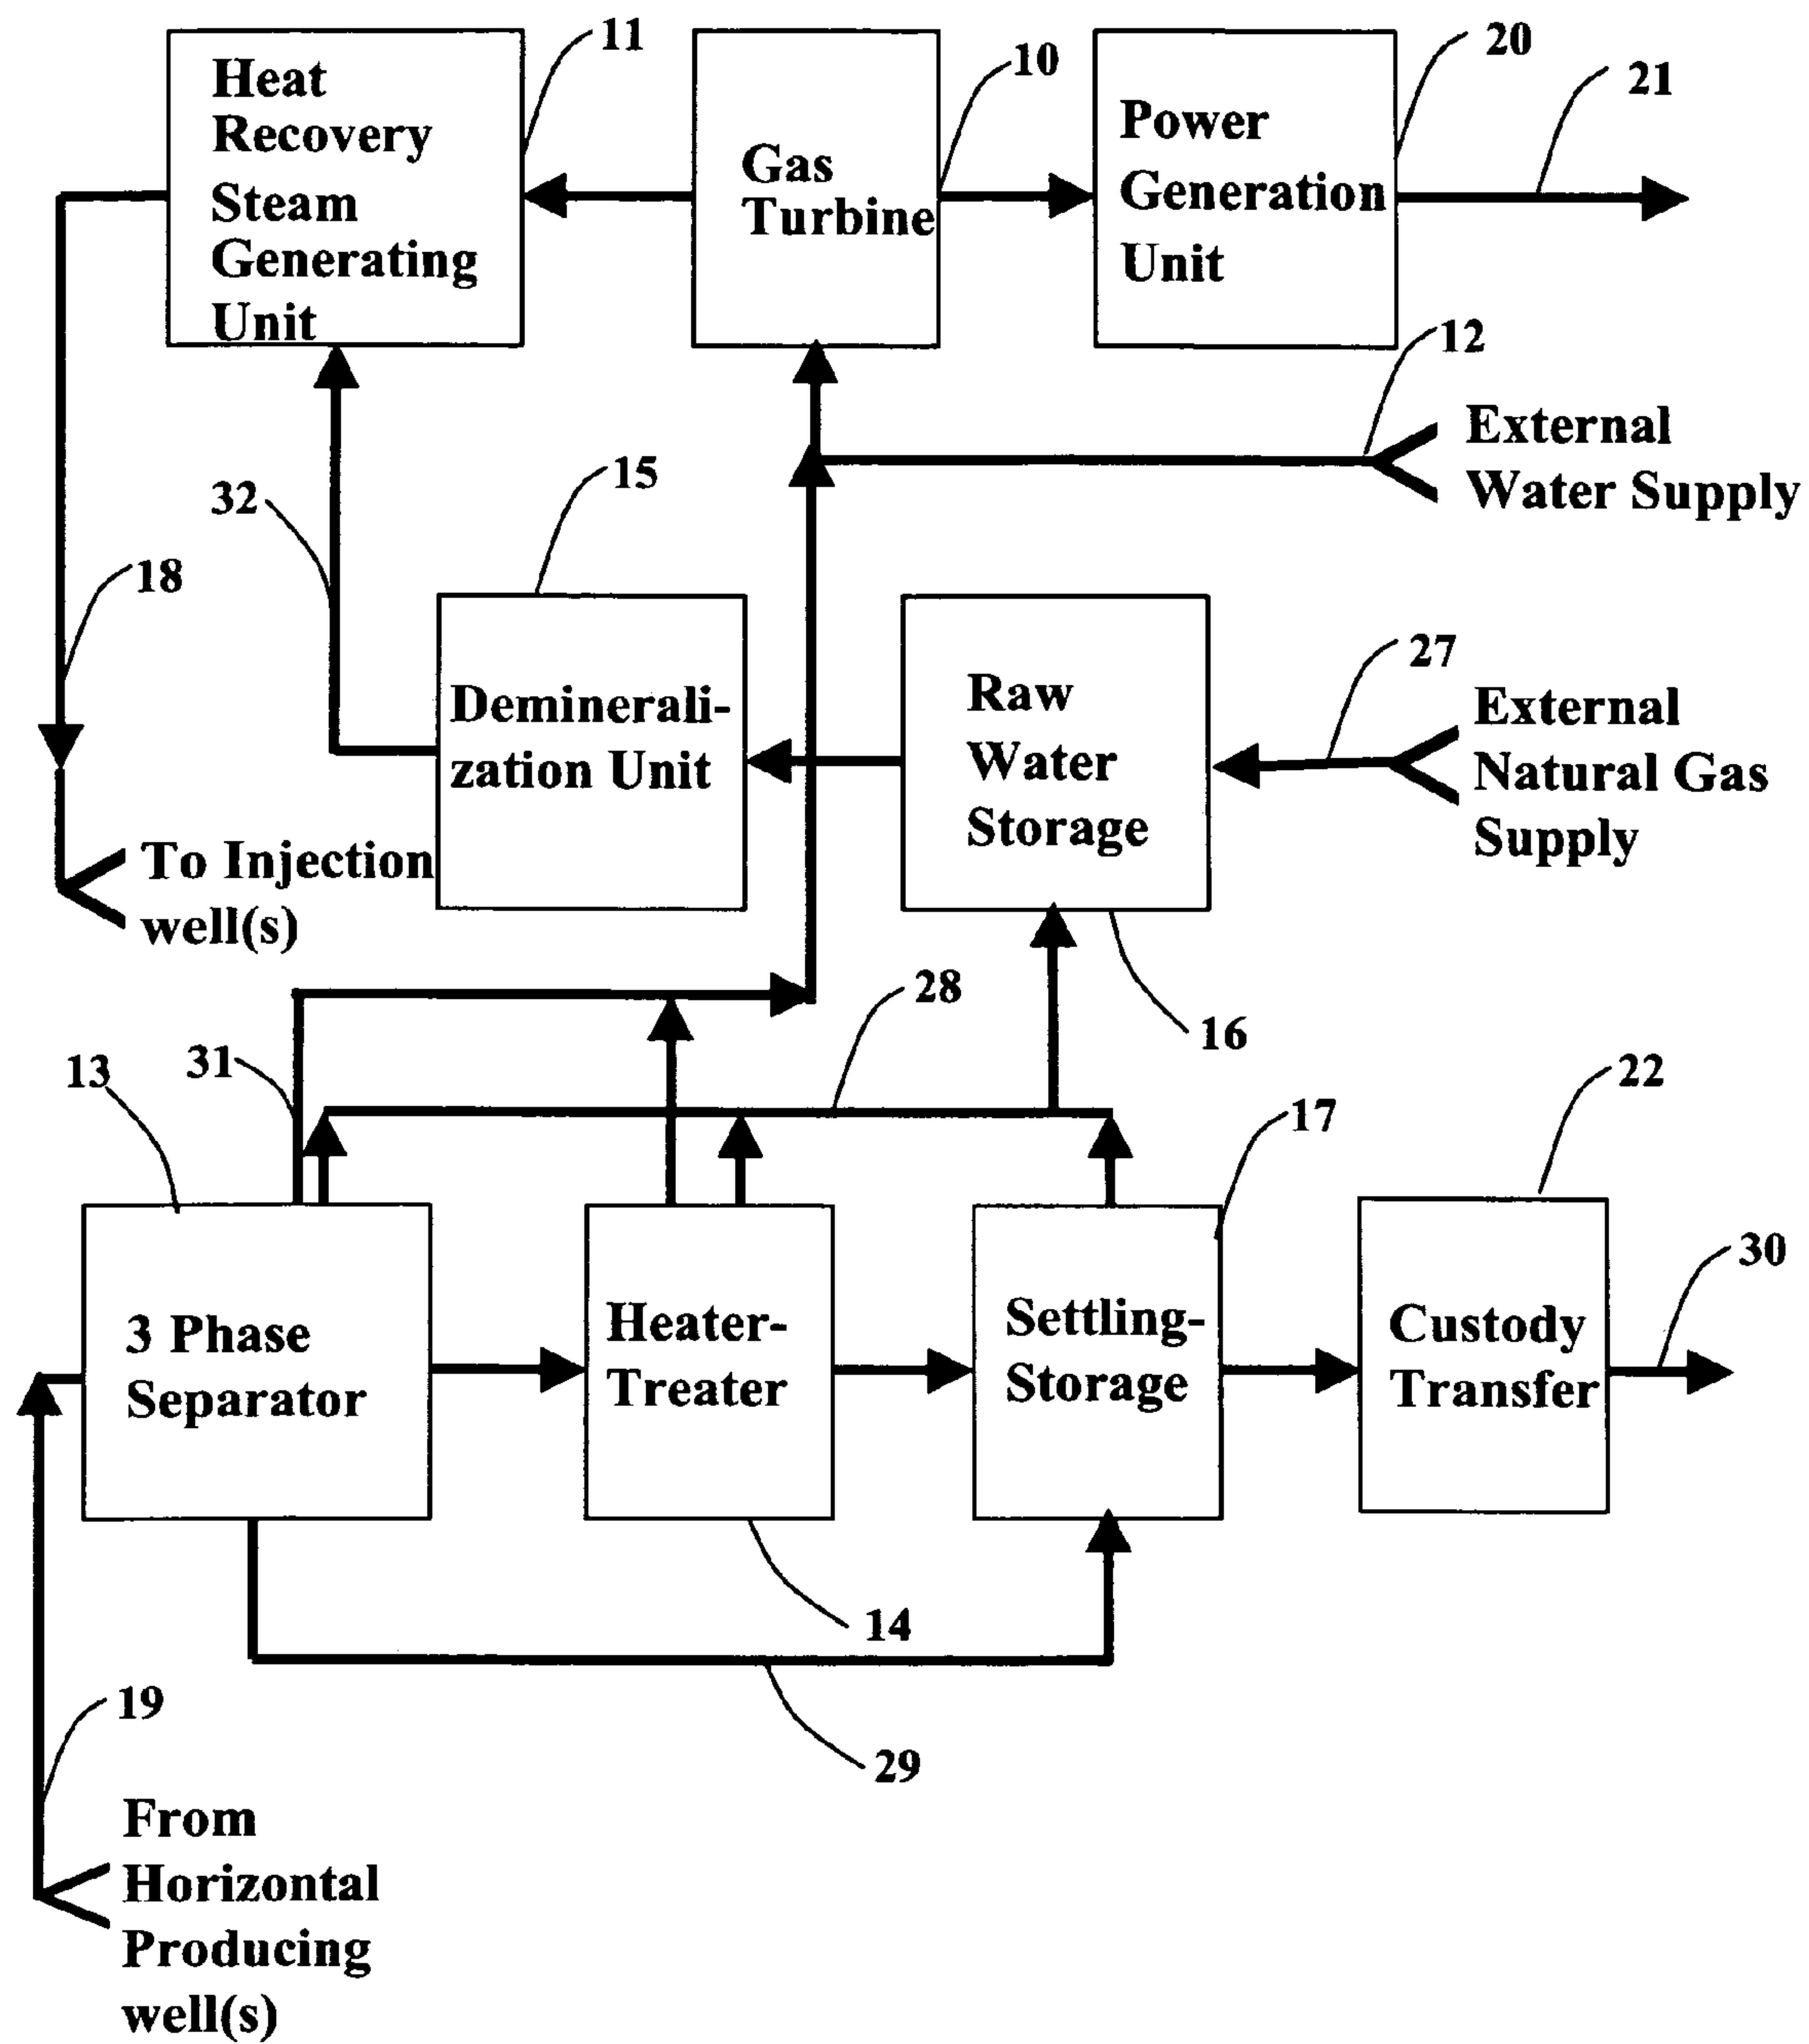 11
Heat
Recovery
Steam
Generating
Unit
10
Gas
Turbine
20
Power
Generation
Unit
21
12
External
Water Supply
32
15
18
Deminerali-
zation Unit
Raw
Water
Storage
27
External
Natural Gas
Supply
To Injection
well(s)
28
16
31
13
22
17
3 Phase
Separator
Heater-
Treater
Settling-
Storage
Custody
Transfer
30
14
19
29
From
Horizontal
Producing
well(s)